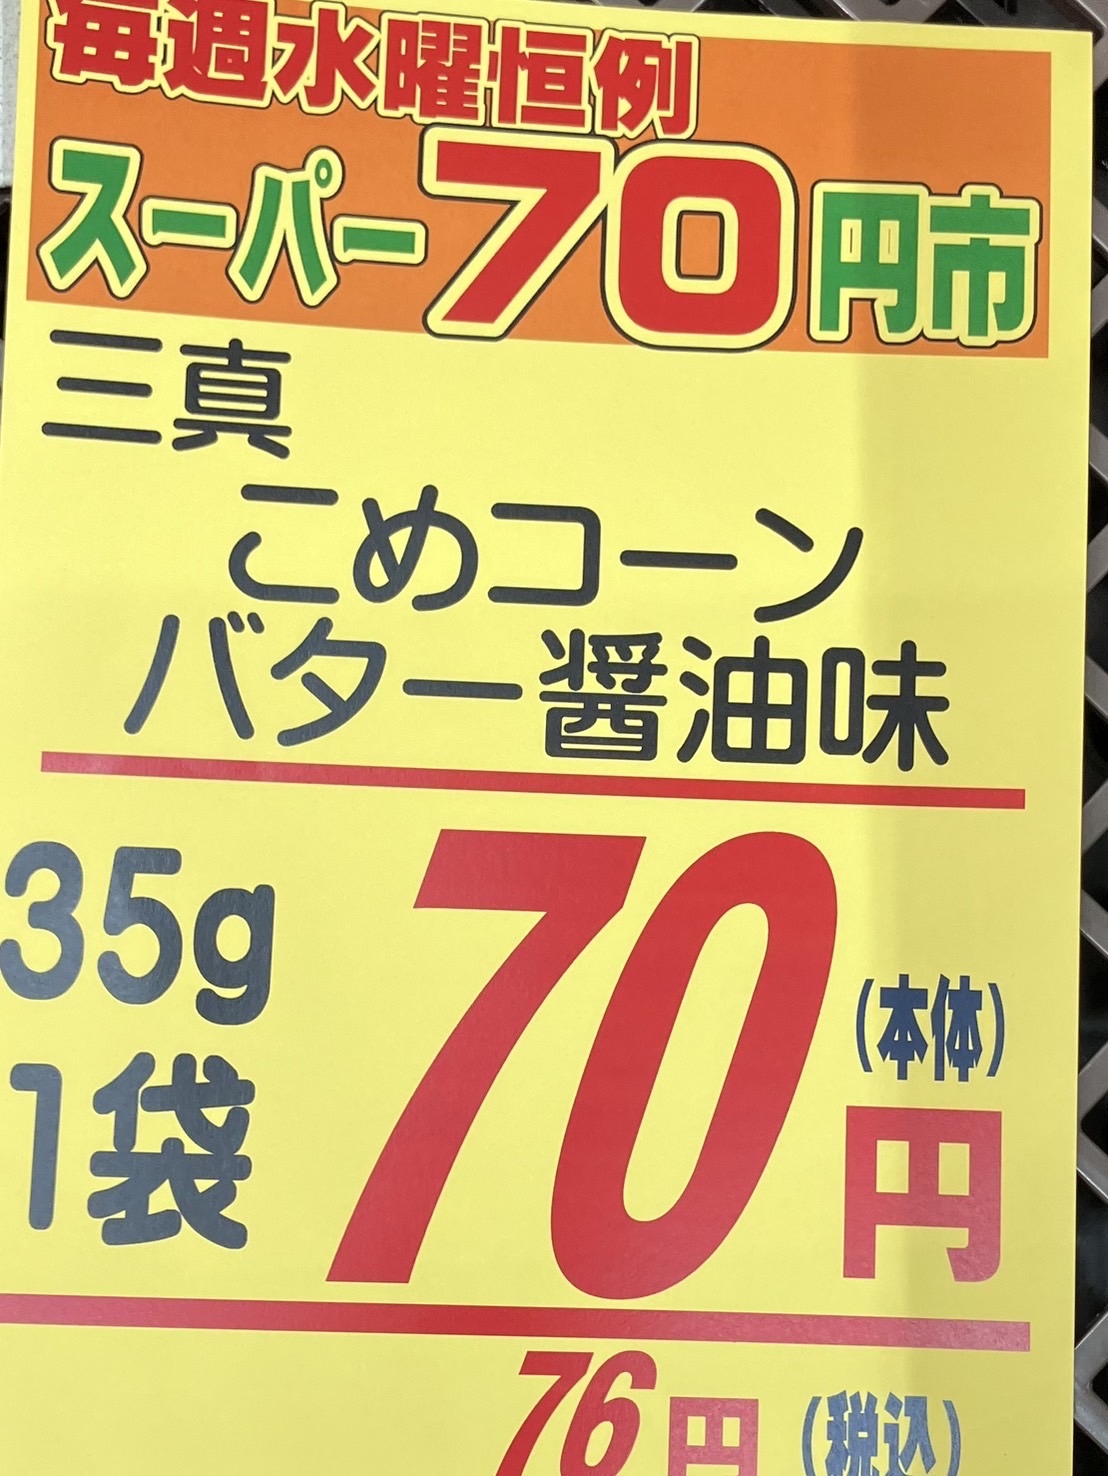 毎週水曜恒例
スーパー70円市
三真
こめコーン
バター醤油味
35g
1袋
70円
(本体)
76円(税込)